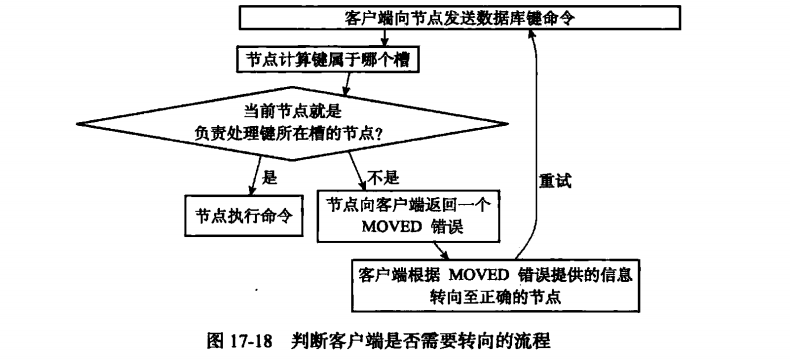 客户端向节点发送数据库键命令
节点计算键属于哪个槽
当前节点就是
负责处理键所在槽的节点?
是
不是
重试
节点执行命令
节点向客户端返回一个
MOVED 错误
客户端根据 MOVED 错误提供的信息
转向至正确的节点
图 17-18 判断客户端是否需要转向的流程